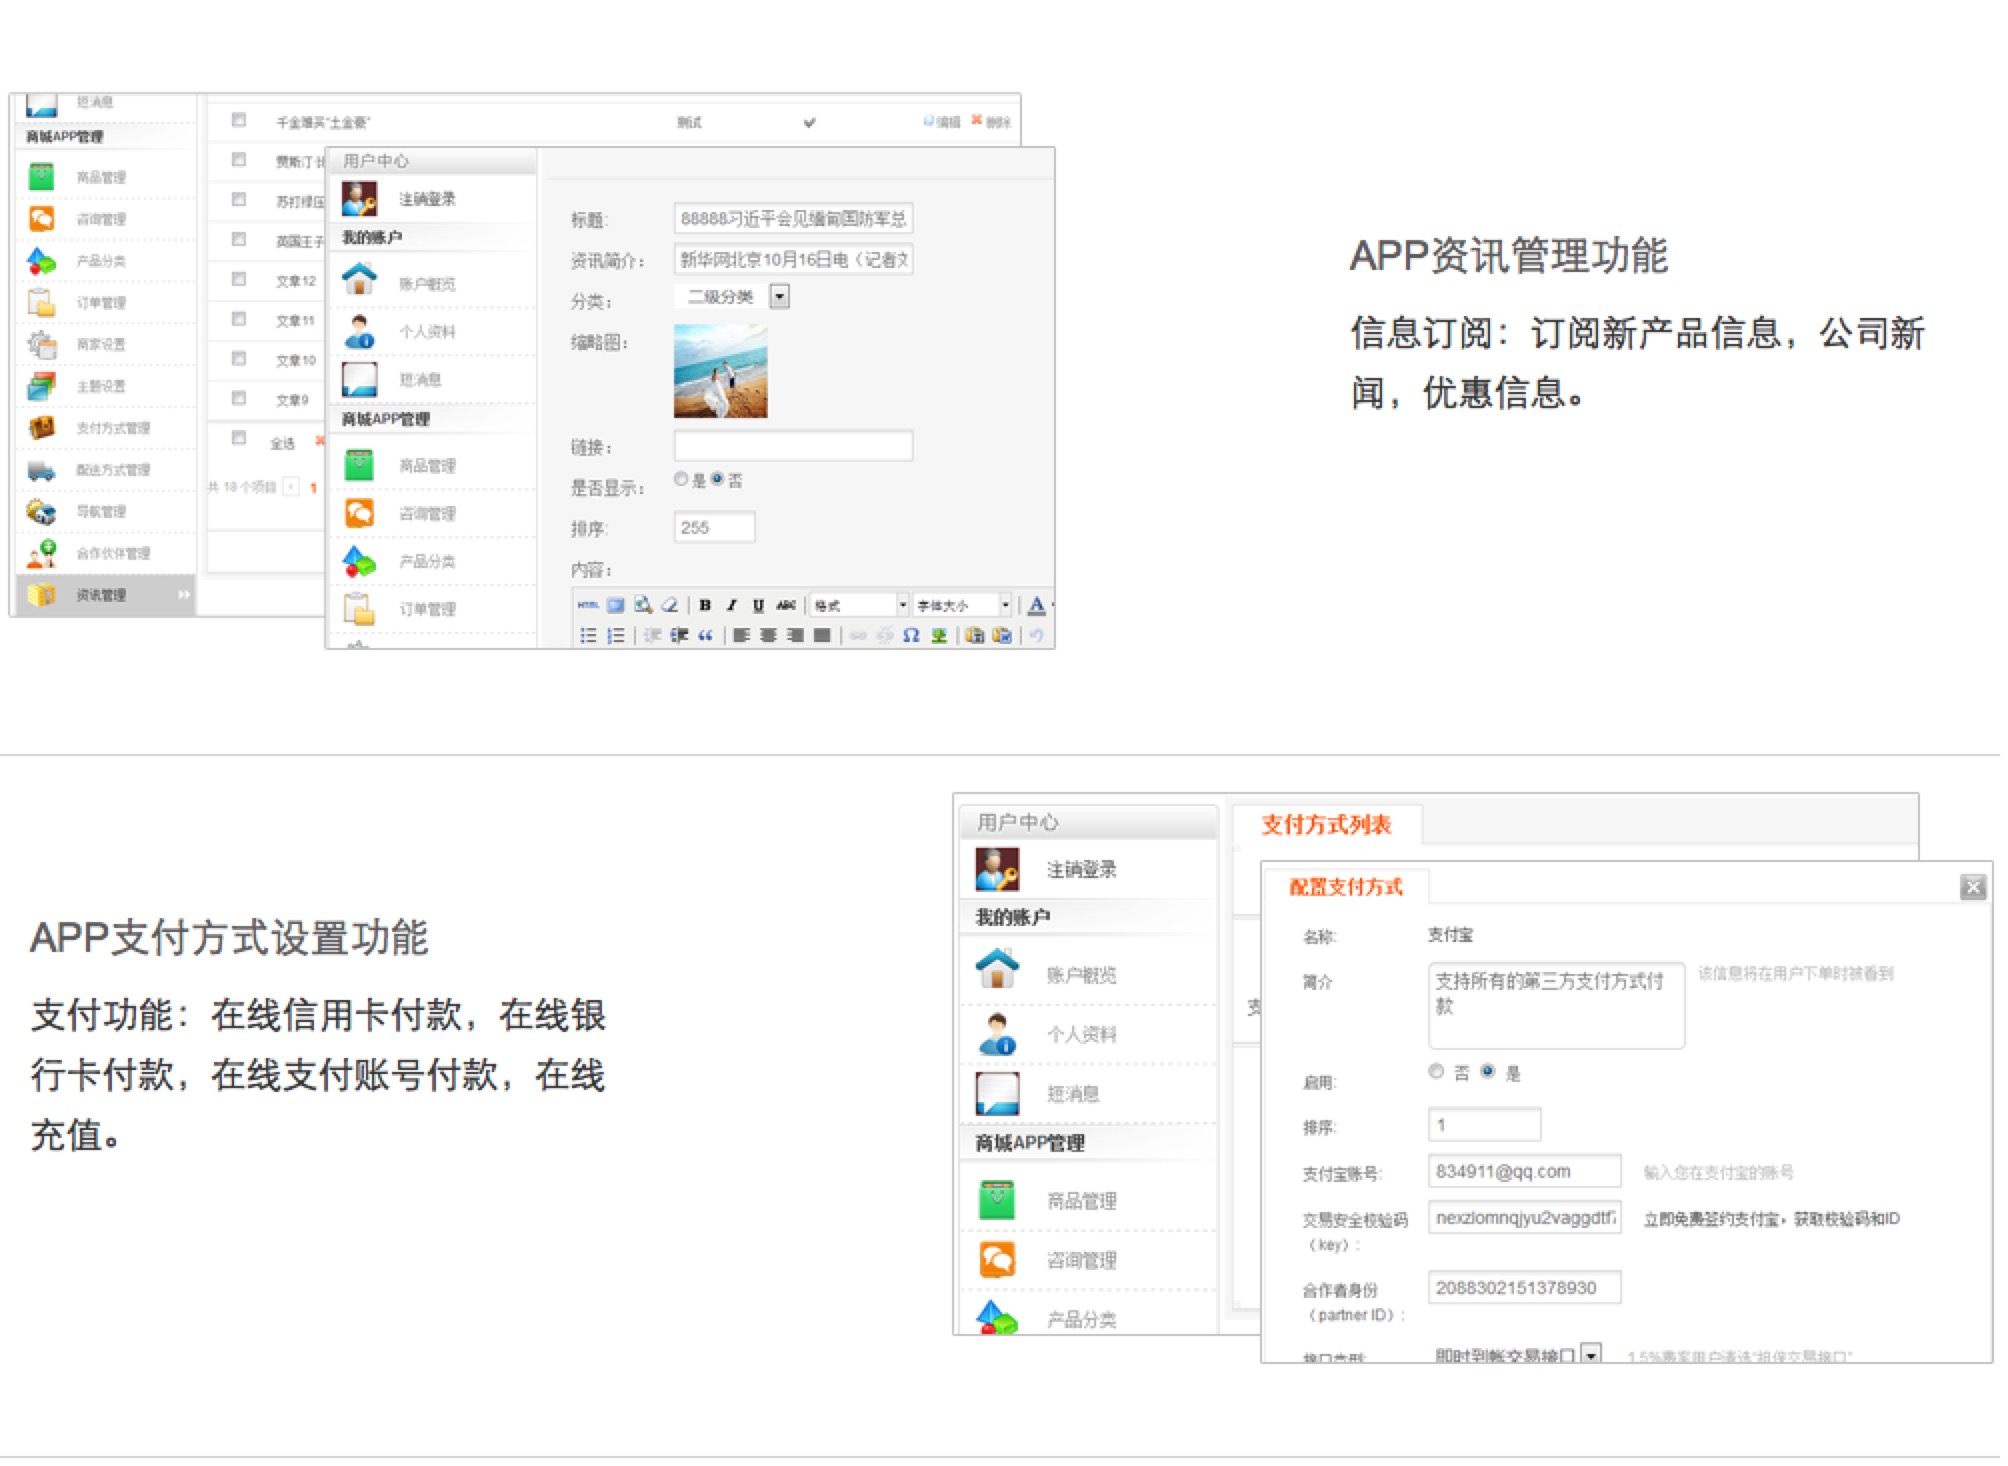 短消息
商城APP管理
商品管理
咨询管理
产品分类
订单管理
商家设置
主题设置
支付方式管理
配送方式管理
导航管理
合作伙伴管理
资讯管理
千金难买"土金豪" 测试 编辑 删除
贾斯汀·
苏打绿
英国王子
文章12
文章11
文章10
文章9
全选
共 18 个项目 1
用户中心
注销登录
我的账户
账户概览
个人资料
短消息
商城APP管理
商品管理
咨询管理
产品分类
订单管理
标题: 88888习近平会见缅甸国防军总
资讯简介: 新华网北京10月16日电（记者
分类: 二级分类
缩略图:
链接:
是否显示: 是 否
排序: 255
内容:
HTML B I U ABC 格式 字体大小 A
APP资讯管理功能
信息订阅：订阅新产品信息，公司新
闻，优惠信息。
APP支付方式设置功能
支付功能：在线信用卡付款，在线银
行卡付款，在线支付账号付款，在线
充值。
用户中心
注销登录
我的账户
账户概览
个人资料
短消息
商城APP管理
商品管理
咨询管理
产品分类
支付方式列表
支
配置支付方式
名称: 支付宝
简介 支持所有的第三方支付方式付 该信息将在用户下单时被看到
款
启用: 否 是
排序: 1
支付宝账号: 834911@qq.com 输入您在支付宝的账号
交易安全校验码 nexzlomnqjyu2vaggdtf 立即免费签约支付宝，获取校验码和ID
（key）:
合作者身份 2088302151378930
（partner ID）:
接口类型: 即时到帐交易接口